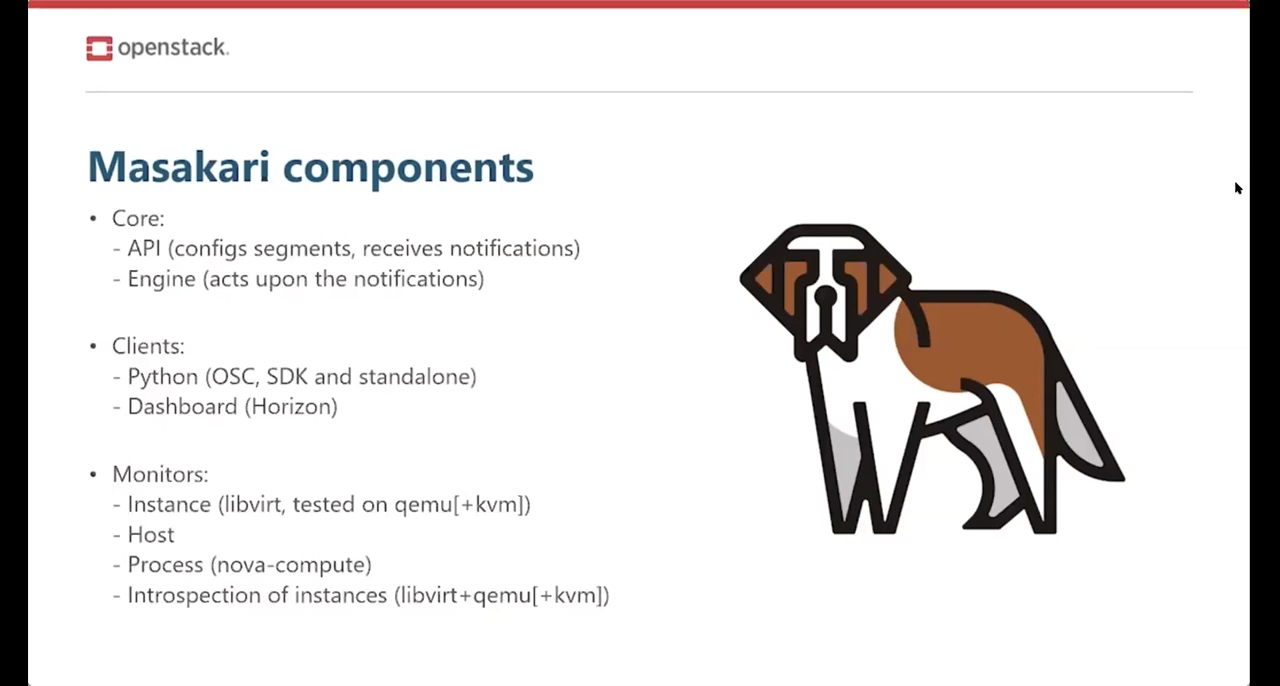 openstack.
Masakari components
• Core:
- API (configs segments, receives notifications)
- Engine (acts upon the notifications)
• Clients:
- Python (OSC, SDK and standalone)
- Dashboard (Horizon)
• Monitors:
- Instance (libvirt, tested on qemu[+kvm])
- Host
- Process (nova-compute)
- Introspection of instances (libvirt+qemu[+kvm])